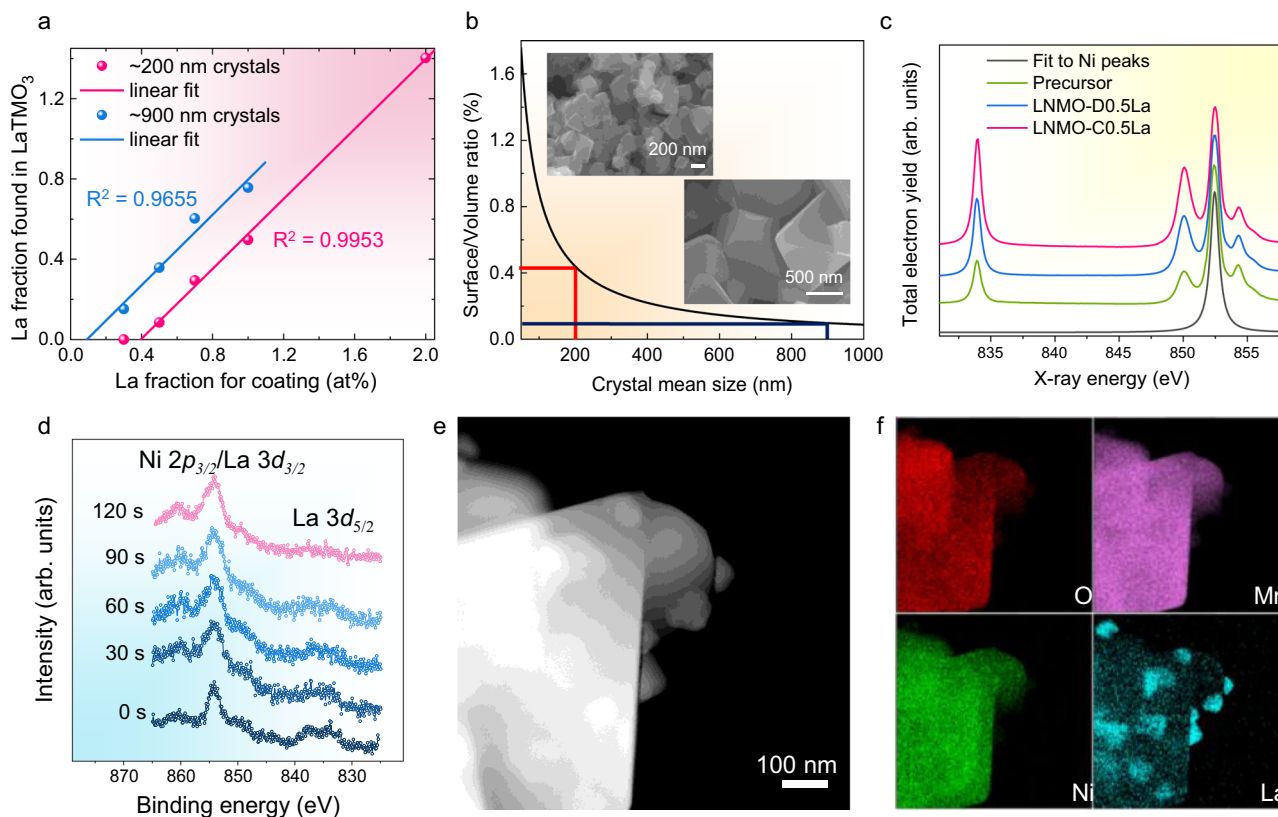 a
La fraction found in LaTMO3
1.4
1.2
0.8
0.4
0.0
~200 nm crystals
linear fit
~900 nm crystals
linear fit
R2 = 0.9655
R2 = 0.9953
0.0 0.4 0.8 1.2 1.6 2.0
La fraction for coating (at%)
b
Surface/Volume ratio (%)
1.6
1.2
0.8
0.4
0.0
200 nm
500 nm
200 400 600 800 1000
Crystal mean size (nm)
c
Total electron yield (arb. units)
Fit to Ni peaks
Precursor
LNMO-D0.5La
LNMO-C0.5La
835 840 845 850 855
X-ray energy (eV)
d
Intensity (arb. units)
Ni 2p3/2/La 3d3/2
La 3d5/2
120 s
90 s
60 s
30 s
0 s
870 860 850 840 830
Binding energy (eV)
e
100 nm
f
O
Mn
Ni
La